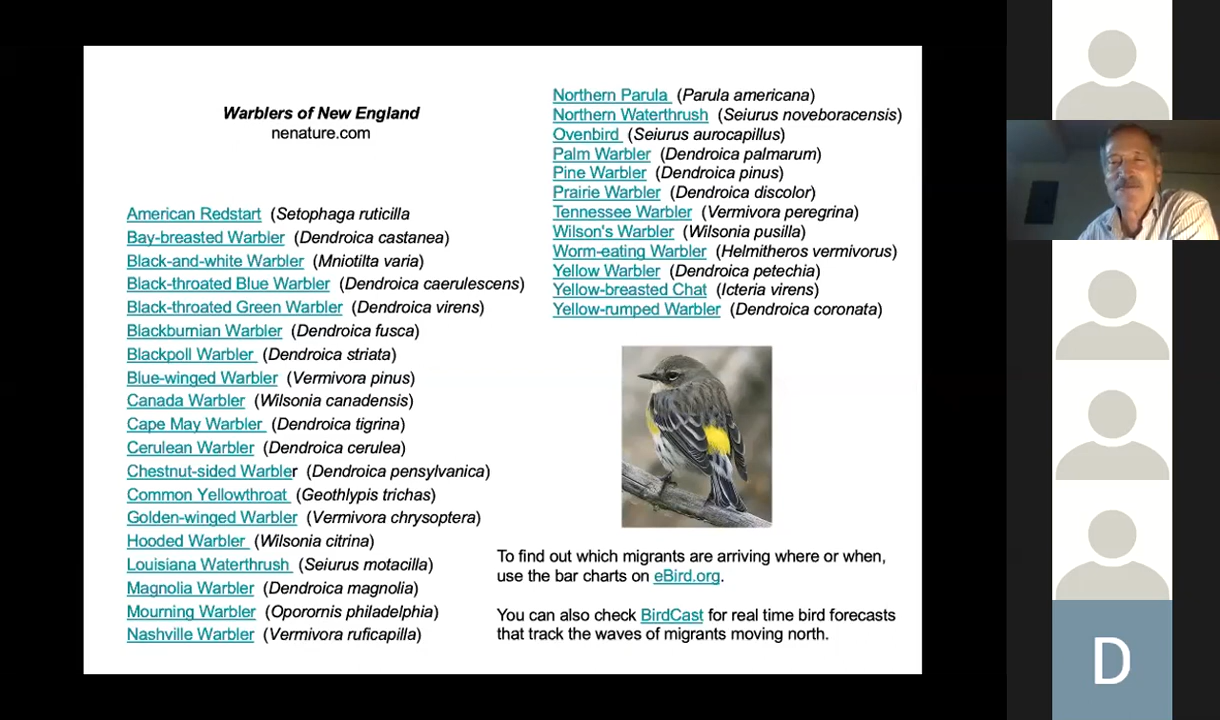 Warblers of New England
nenature.com
American Redstart (Setophaga ruticilla
Bay-breasted Warbler (Dendroica castanea)
Black-and-white Warbler (Mniotilta varia)
Black-throated Blue Warbler (Dendroica caerulescens)
Black-throated Green Warbler (Dendroica virens)
Blackburnian Warbler (Dendroica fusca)
Blackpoll Warbler (Dendroica striata)
Blue-winged Warbler (Vermivora pinus)
Canada Warbler (Wilsonia canadensis)
Cape May Warbler (Dendroica tigrina)
Cerulean Warbler (Dendroica cerulea)
Chestnut-sided Warbler (Dendroica pensylvanica)
Common Yellowthroat (Geothlypis trichas)
Golden-winged Warbler (Vermivora chrysoptera)
Hooded Warbler (Wilsonia citrina)
Louisiana Waterthrush (Seiurus motacilla)
Magnolia Warbler (Dendroica magnolia)
Mourning Warbler (Oporornis philadelphia)
Nashville Warbler (Vermivora ruficapilla)
Northern Parula (Parula americana)
Northern Waterthrush (Seiurus noveboracensis)
Ovenbird (Seiurus aurocapillus)
Palm Warbler (Dendroica palmarum)
Pine Warbler (Dendroica pinus)
Prairie Warbler (Dendroica discolor)
Tennessee Warbler (Vermivora peregrina)
Wilson's Warbler (Wilsonia pusilla)
Worm-eating Warbler (Helmitheros vermivorus)
Yellow Warbler (Dendroica petechia)
Yellow-breasted Chat (Icteria virens)
Yellow-rumped Warbler (Dendroica coronata)
To find out which migrants are arriving where or when,
use the bar charts on eBird.org.
You can also check BirdCast for real time bird forecasts
that track the waves of migrants moving north.
D